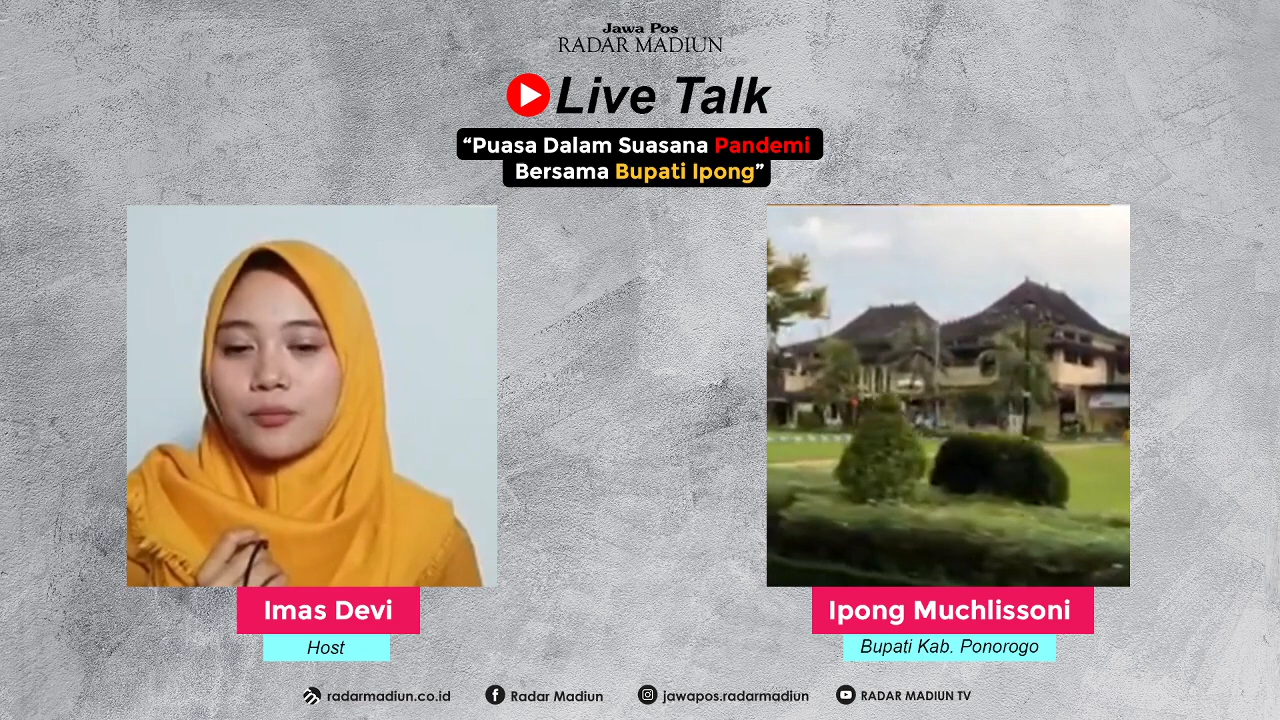 Jawa Pos
RADAR MADIUN
Live Talk
“Puasa Dalam Suasana Pandemi
Bersama Bupati Ipong”
Imas Devi
Host
Ipong Muchlissoni
Bupati Kab. Ponorogo
radarmadiun.co.id
Radar Madiun
jawapos.radarmadiun
RADAR MADIUN TV